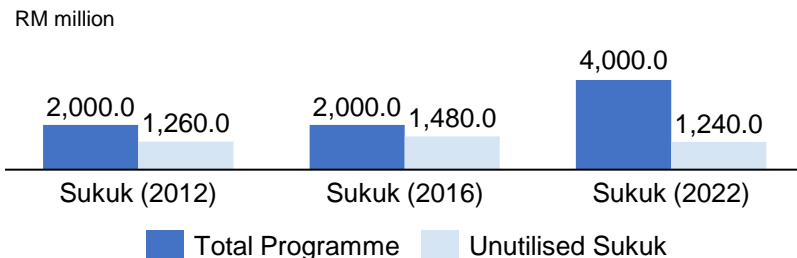 RM million
4,000.0
2,000.0 1,260.0 2,000.0 1,480.0 1,240.0
Sukuk (2012) Sukuk (2016) Sukuk (2022)
Total Programme Unutilised Sukuk